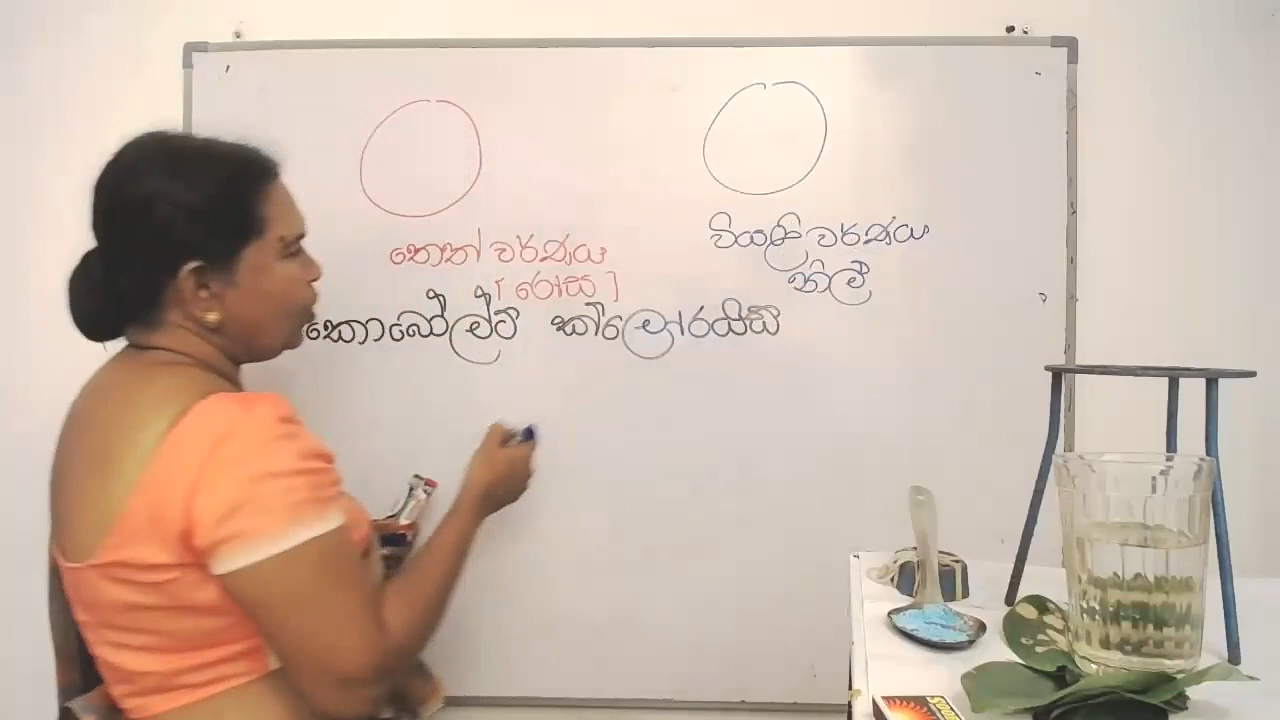 තෙත් වර්ණය
[ රෝස ]
වියළි වර්ණය
නිල්
කොබෝල්ට් ක්ලෝරයිඩ්